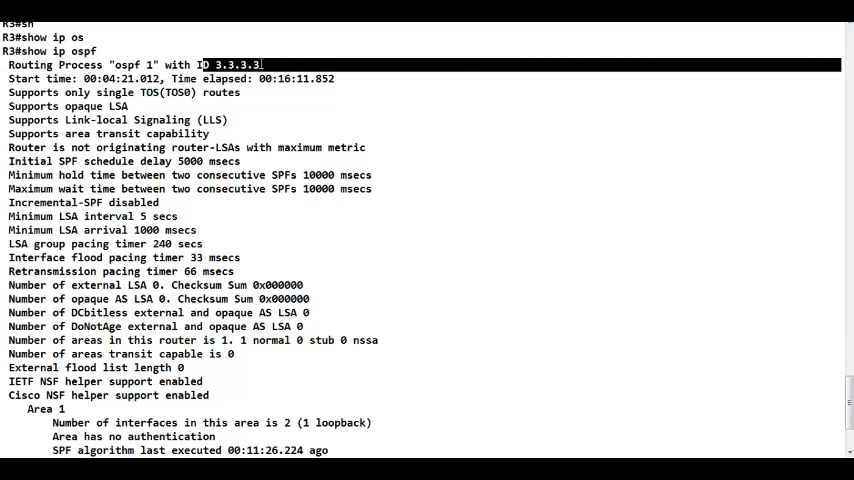 R3#sh
R3#show ip os
R3#show ip ospf
Routing Process "ospf 1" with ID 3.3.3.3
Start time: 00:04:21.012, Time elapsed: 00:16:11.852
Supports only single TOS(TOS0) routes
Supports opaque LSA
Supports Link-local Signaling (LLS)
Supports area transit capability
Router is not originating router-LSAs with maximum metric
Initial SPF schedule delay 5000 msecs
Minimum hold time between two consecutive SPFs 10000 msecs
Maximum wait time between two consecutive SPFs 10000 msecs
Incremental-SPF disabled
Minimum LSA interval 5 secs
Minimum LSA arrival 1000 msecs
LSA group pacing timer 240 secs
Interface flood pacing timer 33 msecs
Retransmission pacing timer 66 msecs
Number of external LSA 0. Checksum Sum 0x000000
Number of opaque AS LSA 0. Checksum Sum 0x000000
Number of DCbitless external and opaque AS LSA 0
Number of DoNotAge external and opaque AS LSA 0
Number of areas in this router is 1. 1 normal 0 stub 0 nssa
Number of areas transit capable is 0
External flood list length 0
IETF NSF helper support enabled
Cisco NSF helper support enabled
Area 1
Number of interfaces in this area is 2 (1 loopback)
Area has no authentication
SPF algorithm last executed 00:11:26.224 ago